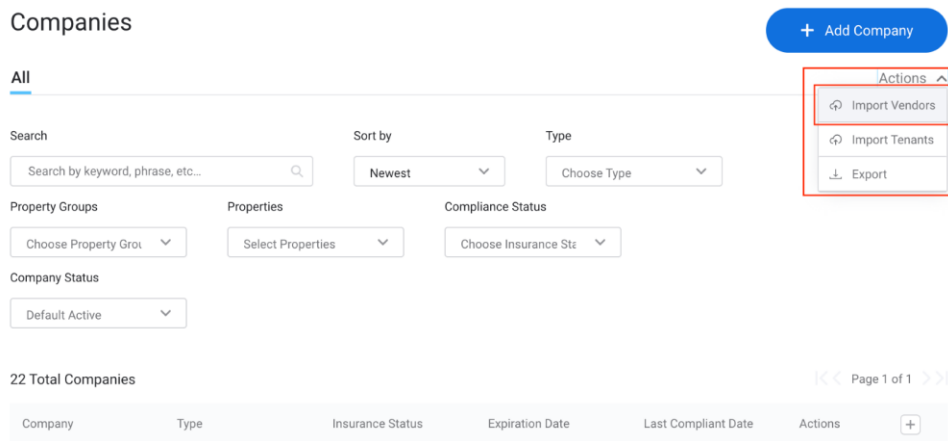 Companies
+ Add Company
All
Actions
Import Vendors
Import Tenants
Export
Search
Sort by
Type
Search by keyword, phrase, etc...
Newest
Choose Type
Property Groups
Properties
Compliance Status
Choose Property Grou
Select Properties
Choose Insurance Sta
Company Status
Default Active
22 Total Companies
Page 1 of 1
Company Type Insurance Status Expiration Date Last Compliant Date Actions +